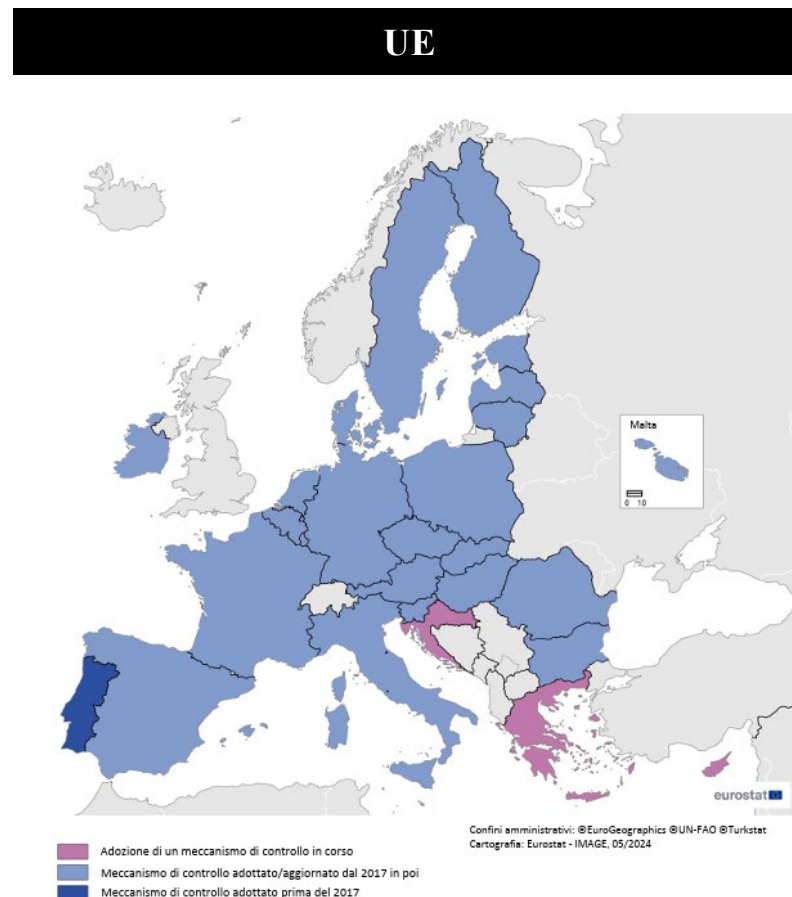 UE
Malta
0 10
eurostat
Confini amministrativi: ©EuroGeographics ©UN-FAO ©Turkstat
Cartografia: Eurostat - IMAGE, 05/2024
Adozione di un meccanismo di controllo in corso
Meccanismo di controllo adottato/aggiornato dal 2017 in poi
Meccanismo di controllo adottato prima del 2017